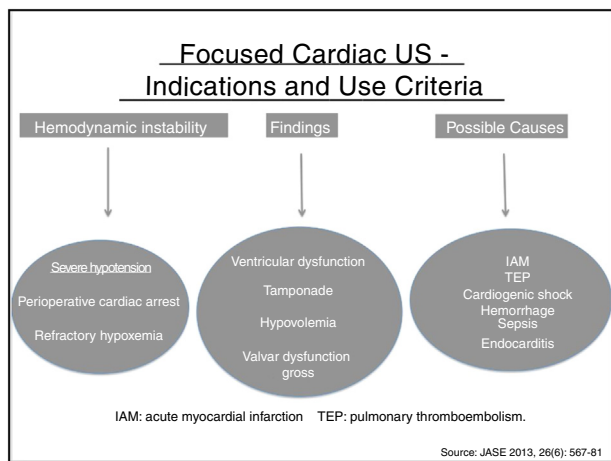 Focused Cardiac US -
Indications and Use Criteria
Hemodynamic instability
Findings
Possible Causes
Severe hypotension
Perioperative cardiac arrest
Refractory hypoxemia
Ventricular dysfunction
Tamponade
Hypovolemia
Valvar dysfunction
gross
IAM
TEP
Cardiogenic shock
Hemorrhage
Sepsis
Endocarditis
IAM: acute myocardial infarction TEP: pulmonary thromboembolism.
Source: JASE 2013, 26(6): 567-81